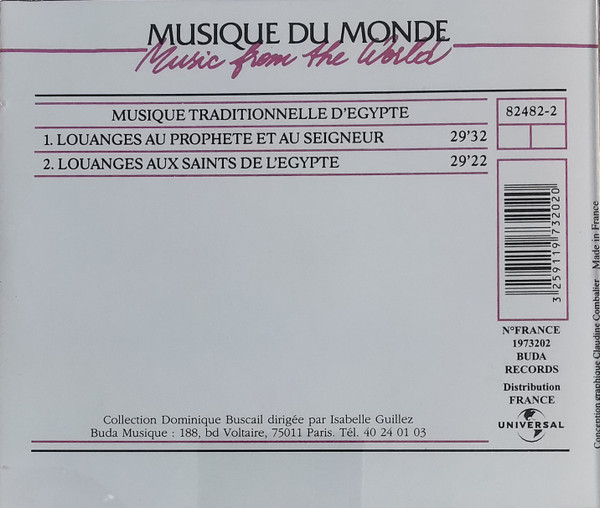 MUSIQUE DU MONDE
Music from the World
MUSIQUE TRADITIONNELLE D'EGYPTE
1. LOUANGES AU PROPHETE ET AU SEIGNEUR 29'32
2. LOUANGES AUX SAINTS DE L'EGYPTE 29'22
82482-2
3 259119 732020
N°FRANCE
1973202
BUDA
RECORDS
Distribution
FRANCE
UNIVERSAL
Collection Dominique Buscail dirigée par Isabelle Guillez
Buda Musique : 188, bd Voltaire, 75011 Paris. Tél. 40 24 01 03
Conception graphique Claudine Combalier Made in France